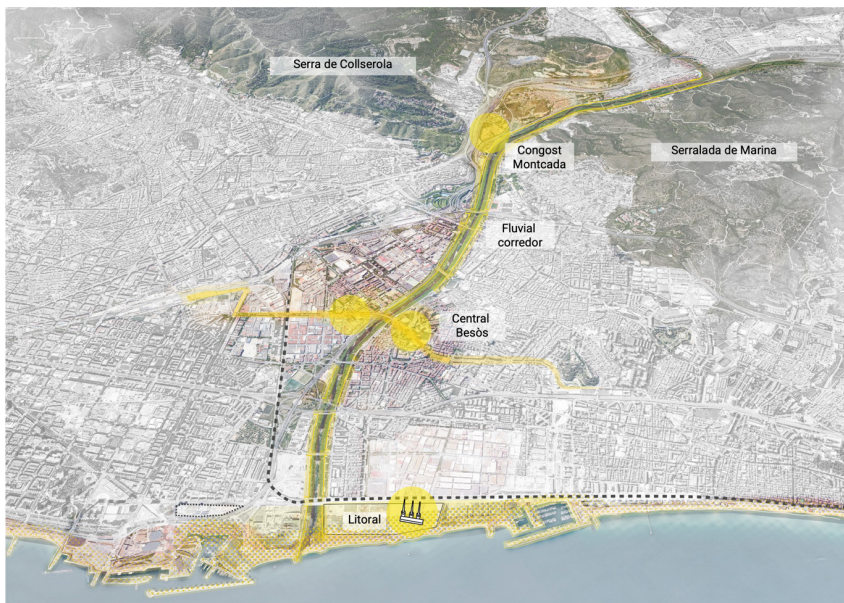 Serra de Collserola
Congost
Montcada
Serralada de Marina
Fluvial
corredor
Central
Besòs
Litoral